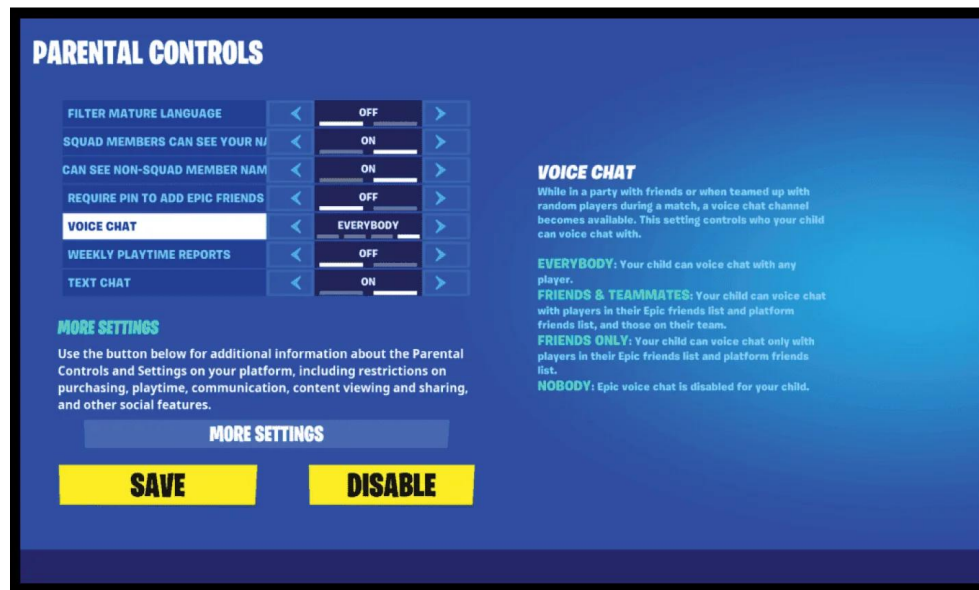 PARENTAL CONTROLS
FILTER MATURE LANGUAGE
OFF
SQUAD MEMBERS CAN SEE YOUR NA
ON
CAN SEE NON-SQUAD MEMBER NAM
ON
REQUIRE PIN TO ADD EPIC FRIENDS
OFF
VOICE CHAT
EVERYBODY
WEEKLY PLAYTIME REPORTS
OFF
TEXT CHAT
ON
MORE SETTINGS
Use the button below for additional information about the Parental
Controls and Settings on your platform, including restrictions on
purchasing, playtime, communication, content viewing and sharing,
and other social features.
MORE SETTINGS
SAVE
DISABLE
VOICE CHAT
While in a party with friends or when teamed up with
random players during a match, a voice chat channel
becomes available. This setting controls who your child
can voice chat with.
EVERYBODY: Your child can voice chat with any
player.
FRIENDS & TEAMMATES: Your child can voice chat
with players in their Epic friends list and platform
friends list, and those on their team.
FRIENDS ONLY: Your child can voice chat only with
players in their Epic friends list and platform friends
list.
NOBODY: Epic voice chat is disabled for your child.